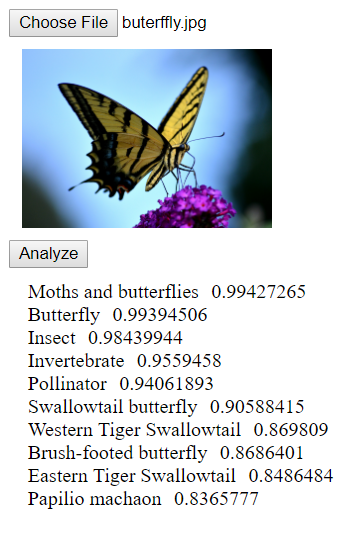 Choose File buterffly.jpg
Analyze
Moths and butterflies 0.99427265
Butterfly 0.99394506
Insect 0.98439944
Invertebrate 0.9559458
Pollinator 0.94061893
Swallowtail butterfly 0.90588415
Western Tiger Swallowtail 0.869809
Brush-footed butterfly 0.8686401
Eastern Tiger Swallowtail 0.8486484
Papilio machaon 0.8365777